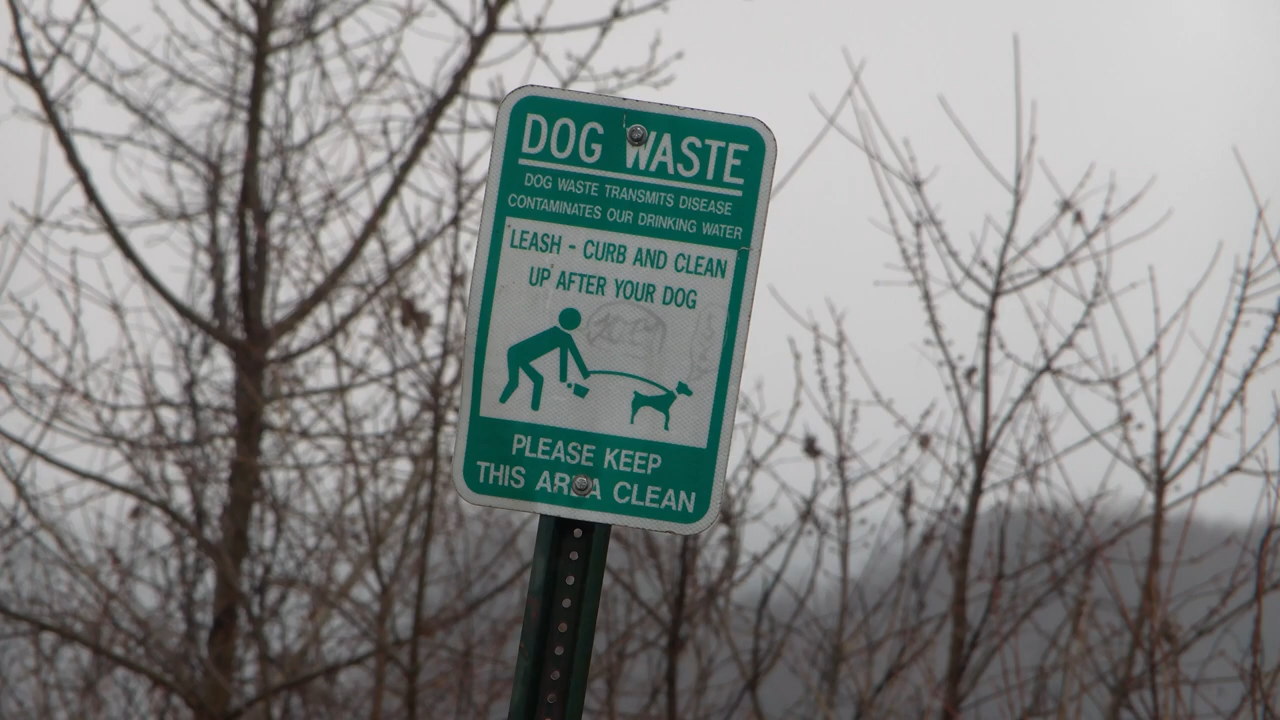 DOG WASTE
DOG WASTE TRANSMITS DISEASE
CONTAMINATES OUR DRINKING WATER
LEASH - CURB AND CLEAN
UP AFTER YOUR DOG
PLEASE KEEP
THIS AREA CLEAN